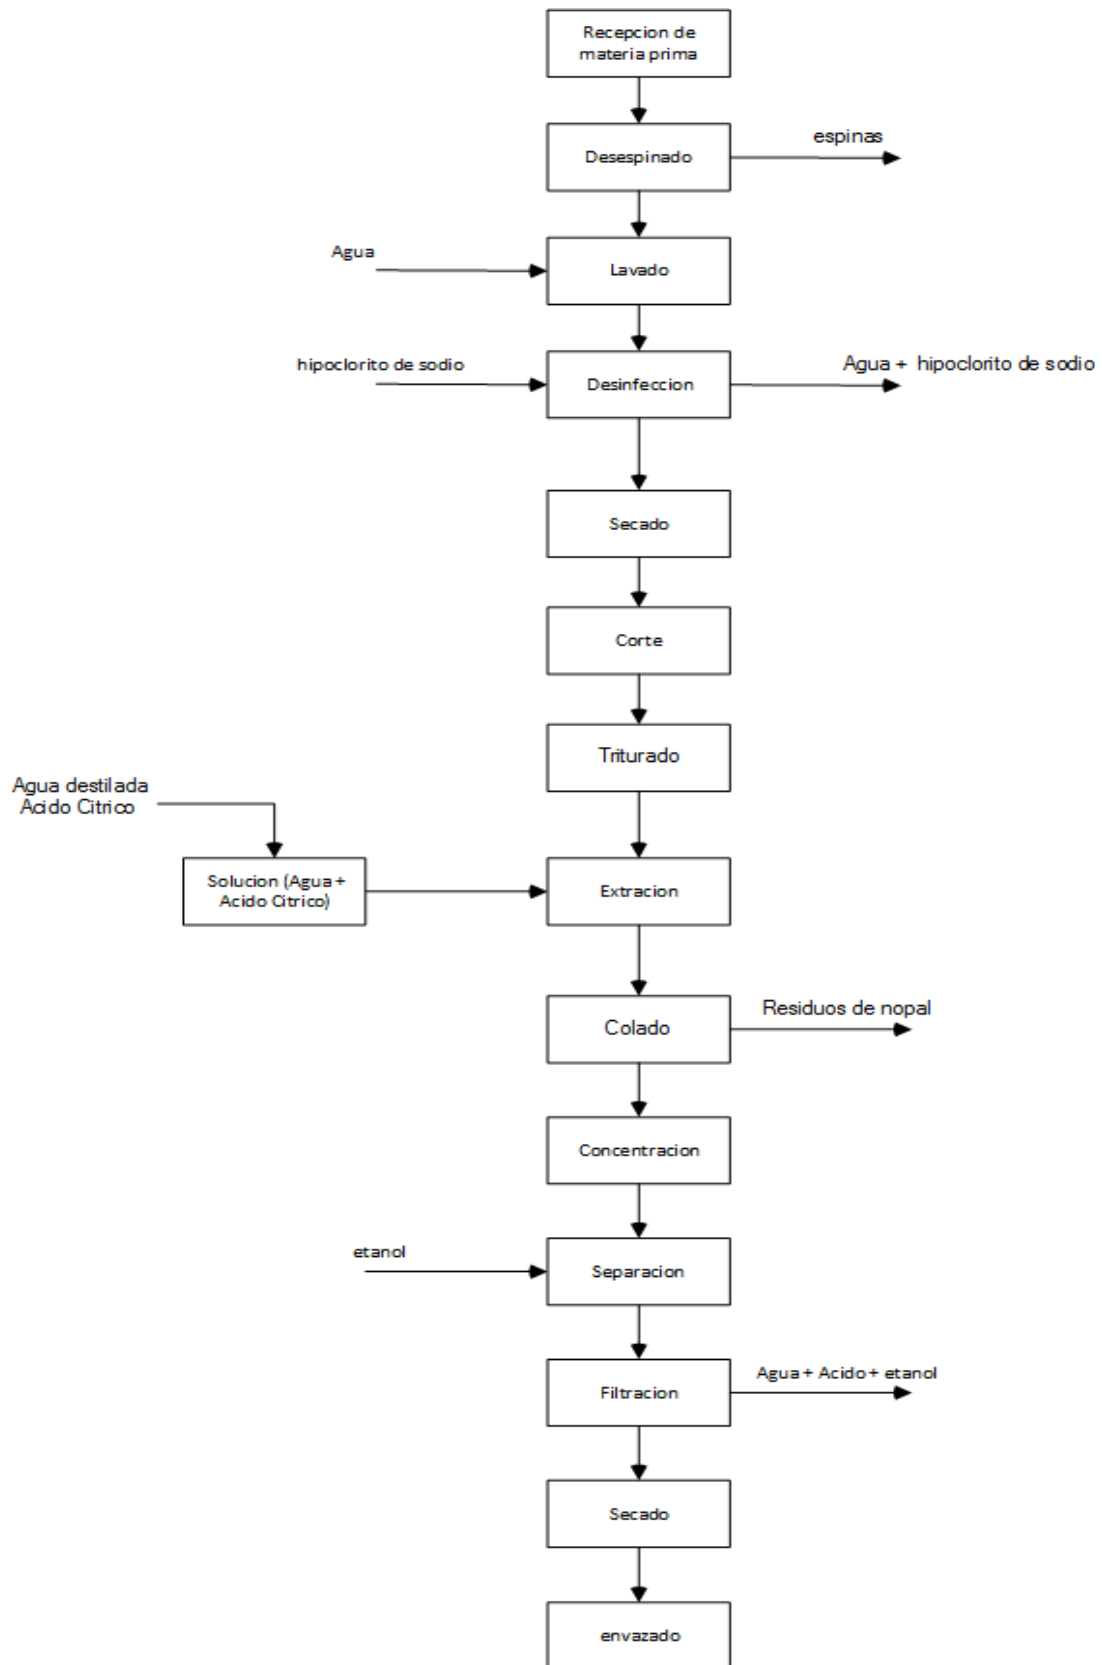 Recepcion de
materia prima
Desespinado
espinas
Agua
Lavado
hipoclorito de sodio
Desinfeccion
Agua + hipoclorito de sodio
Secado
Corte
Triturado
Agua destilada
Acido Citrico
Solucion (Agua +
Acido Citrico)
Extracion
Colado
Residuos de nopal
Concentracion
etanol
Separacion
Filtracion
Agua + Acido + etanol
Secado
envazado